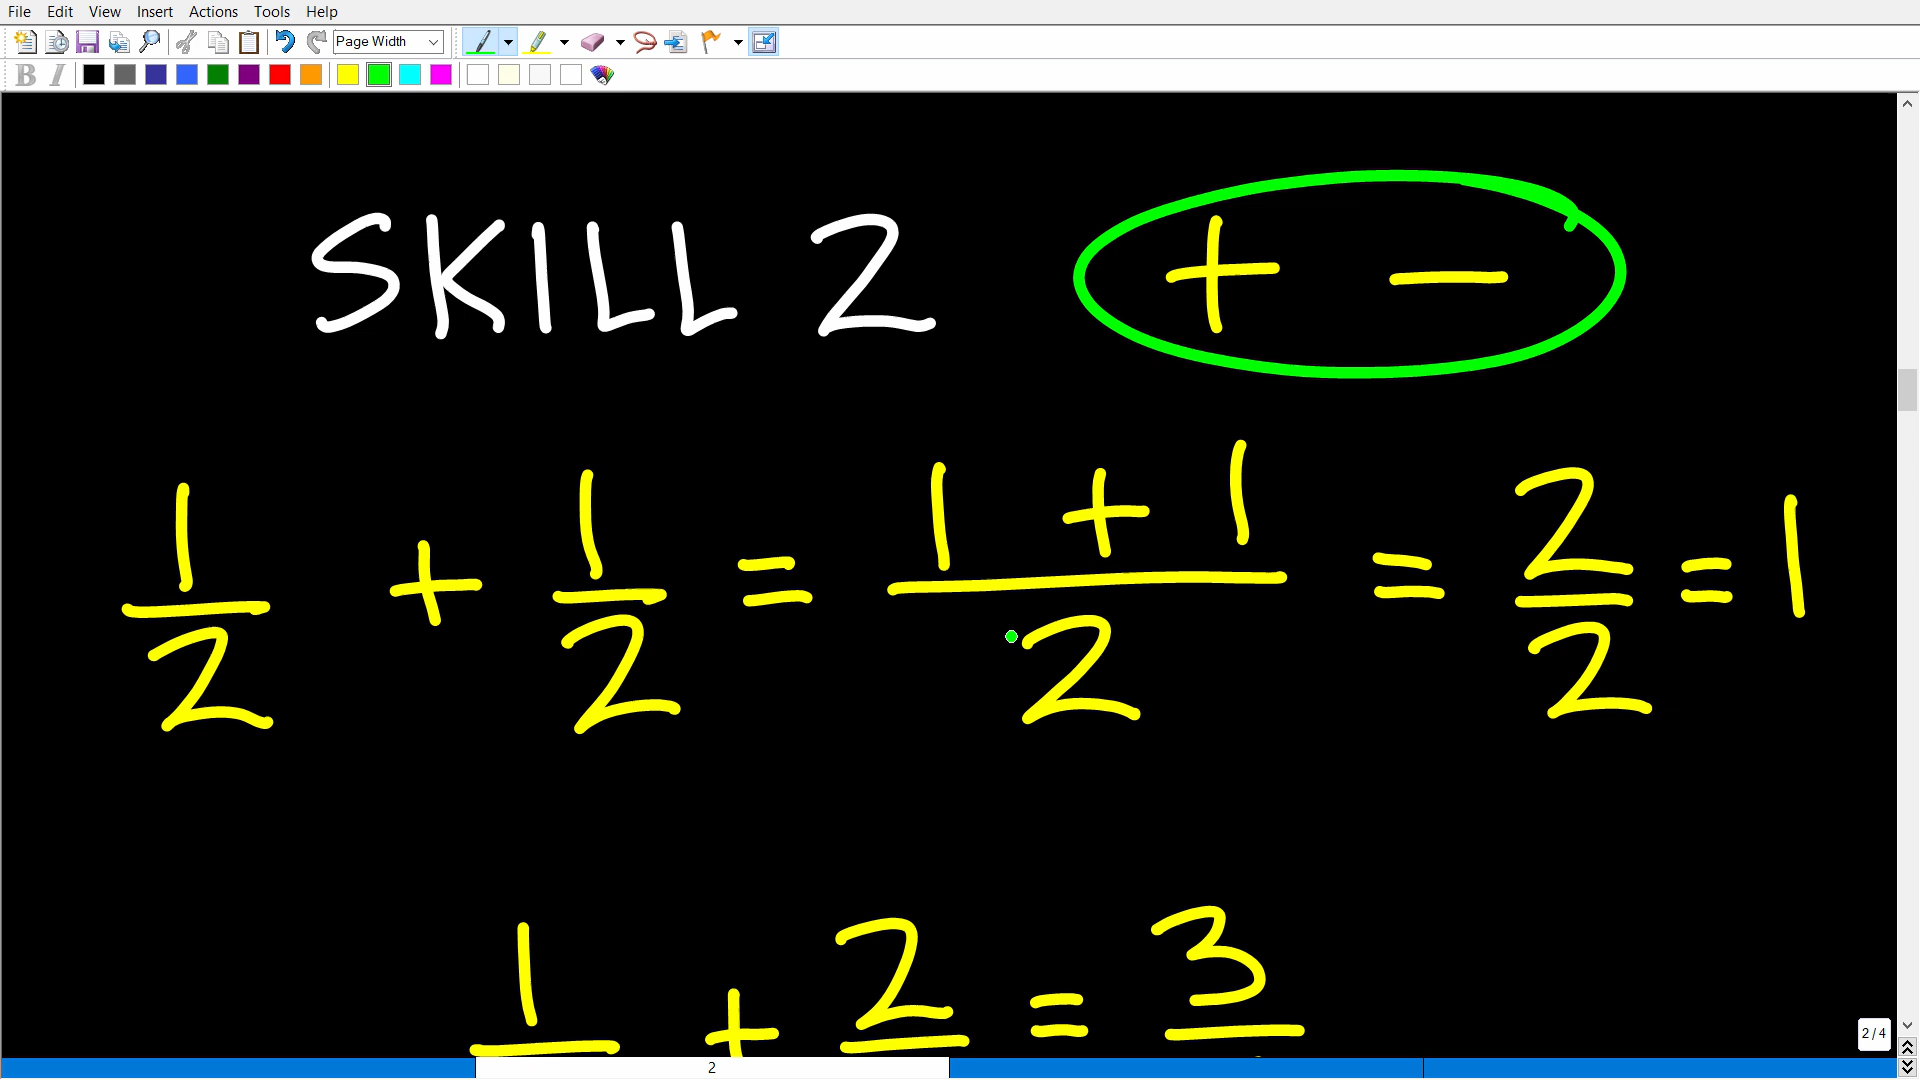 File Edit View Insert Actions Tools Help
Page Width
B I
SKILL 2 + −
1/2 + 1/2 = (1 + 1)/2 = 2/2 = 1
1 + 2 = 3
2 / 4
2